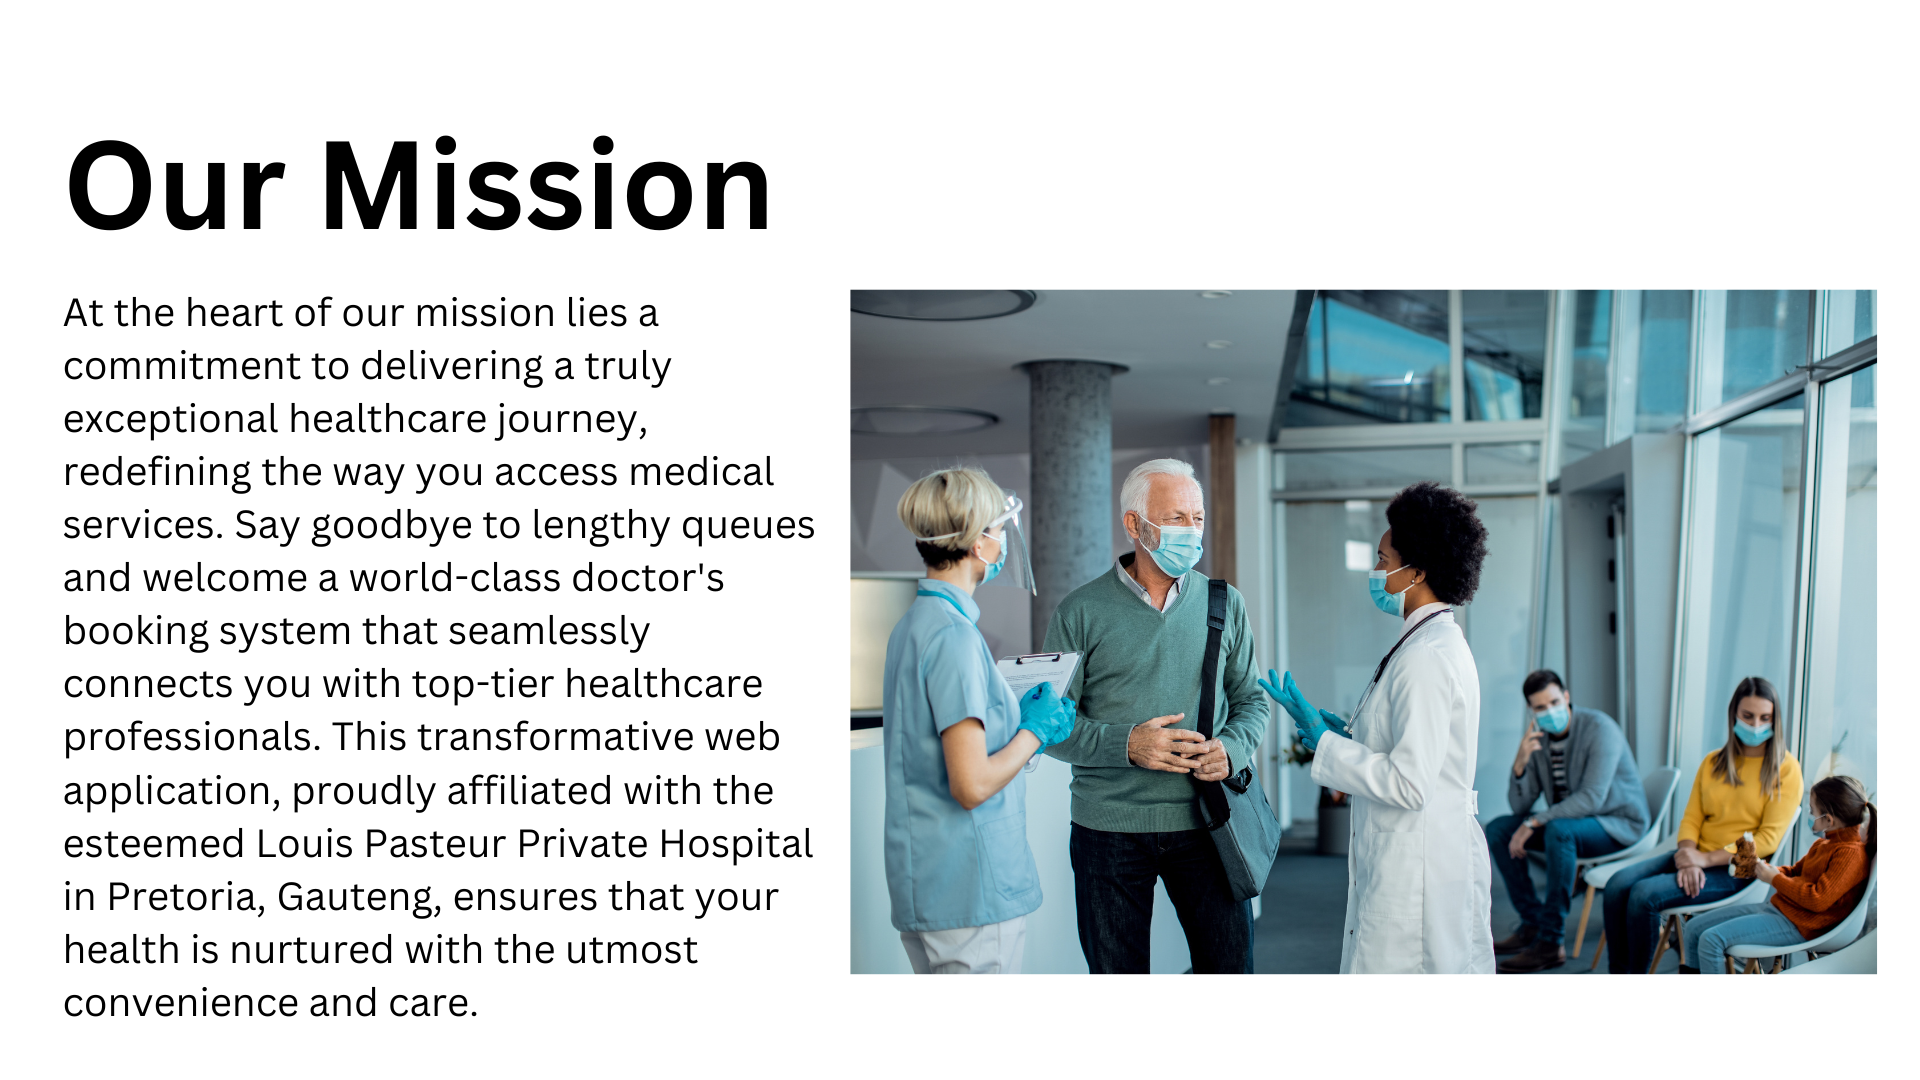 Our Mission
At the heart of our mission lies a
commitment to delivering a truly
exceptional healthcare journey,
redefining the way you access medical
services. Say goodbye to lengthy queues
and welcome a world-class doctor's
booking system that seamlessly
connects you with top-tier healthcare
professionals. This transformative web
application, proudly affiliated with the
esteemed Louis Pasteur Private Hospital
in Pretoria, Gauteng, ensures that your
health is nurtured with the utmost
convenience and care.